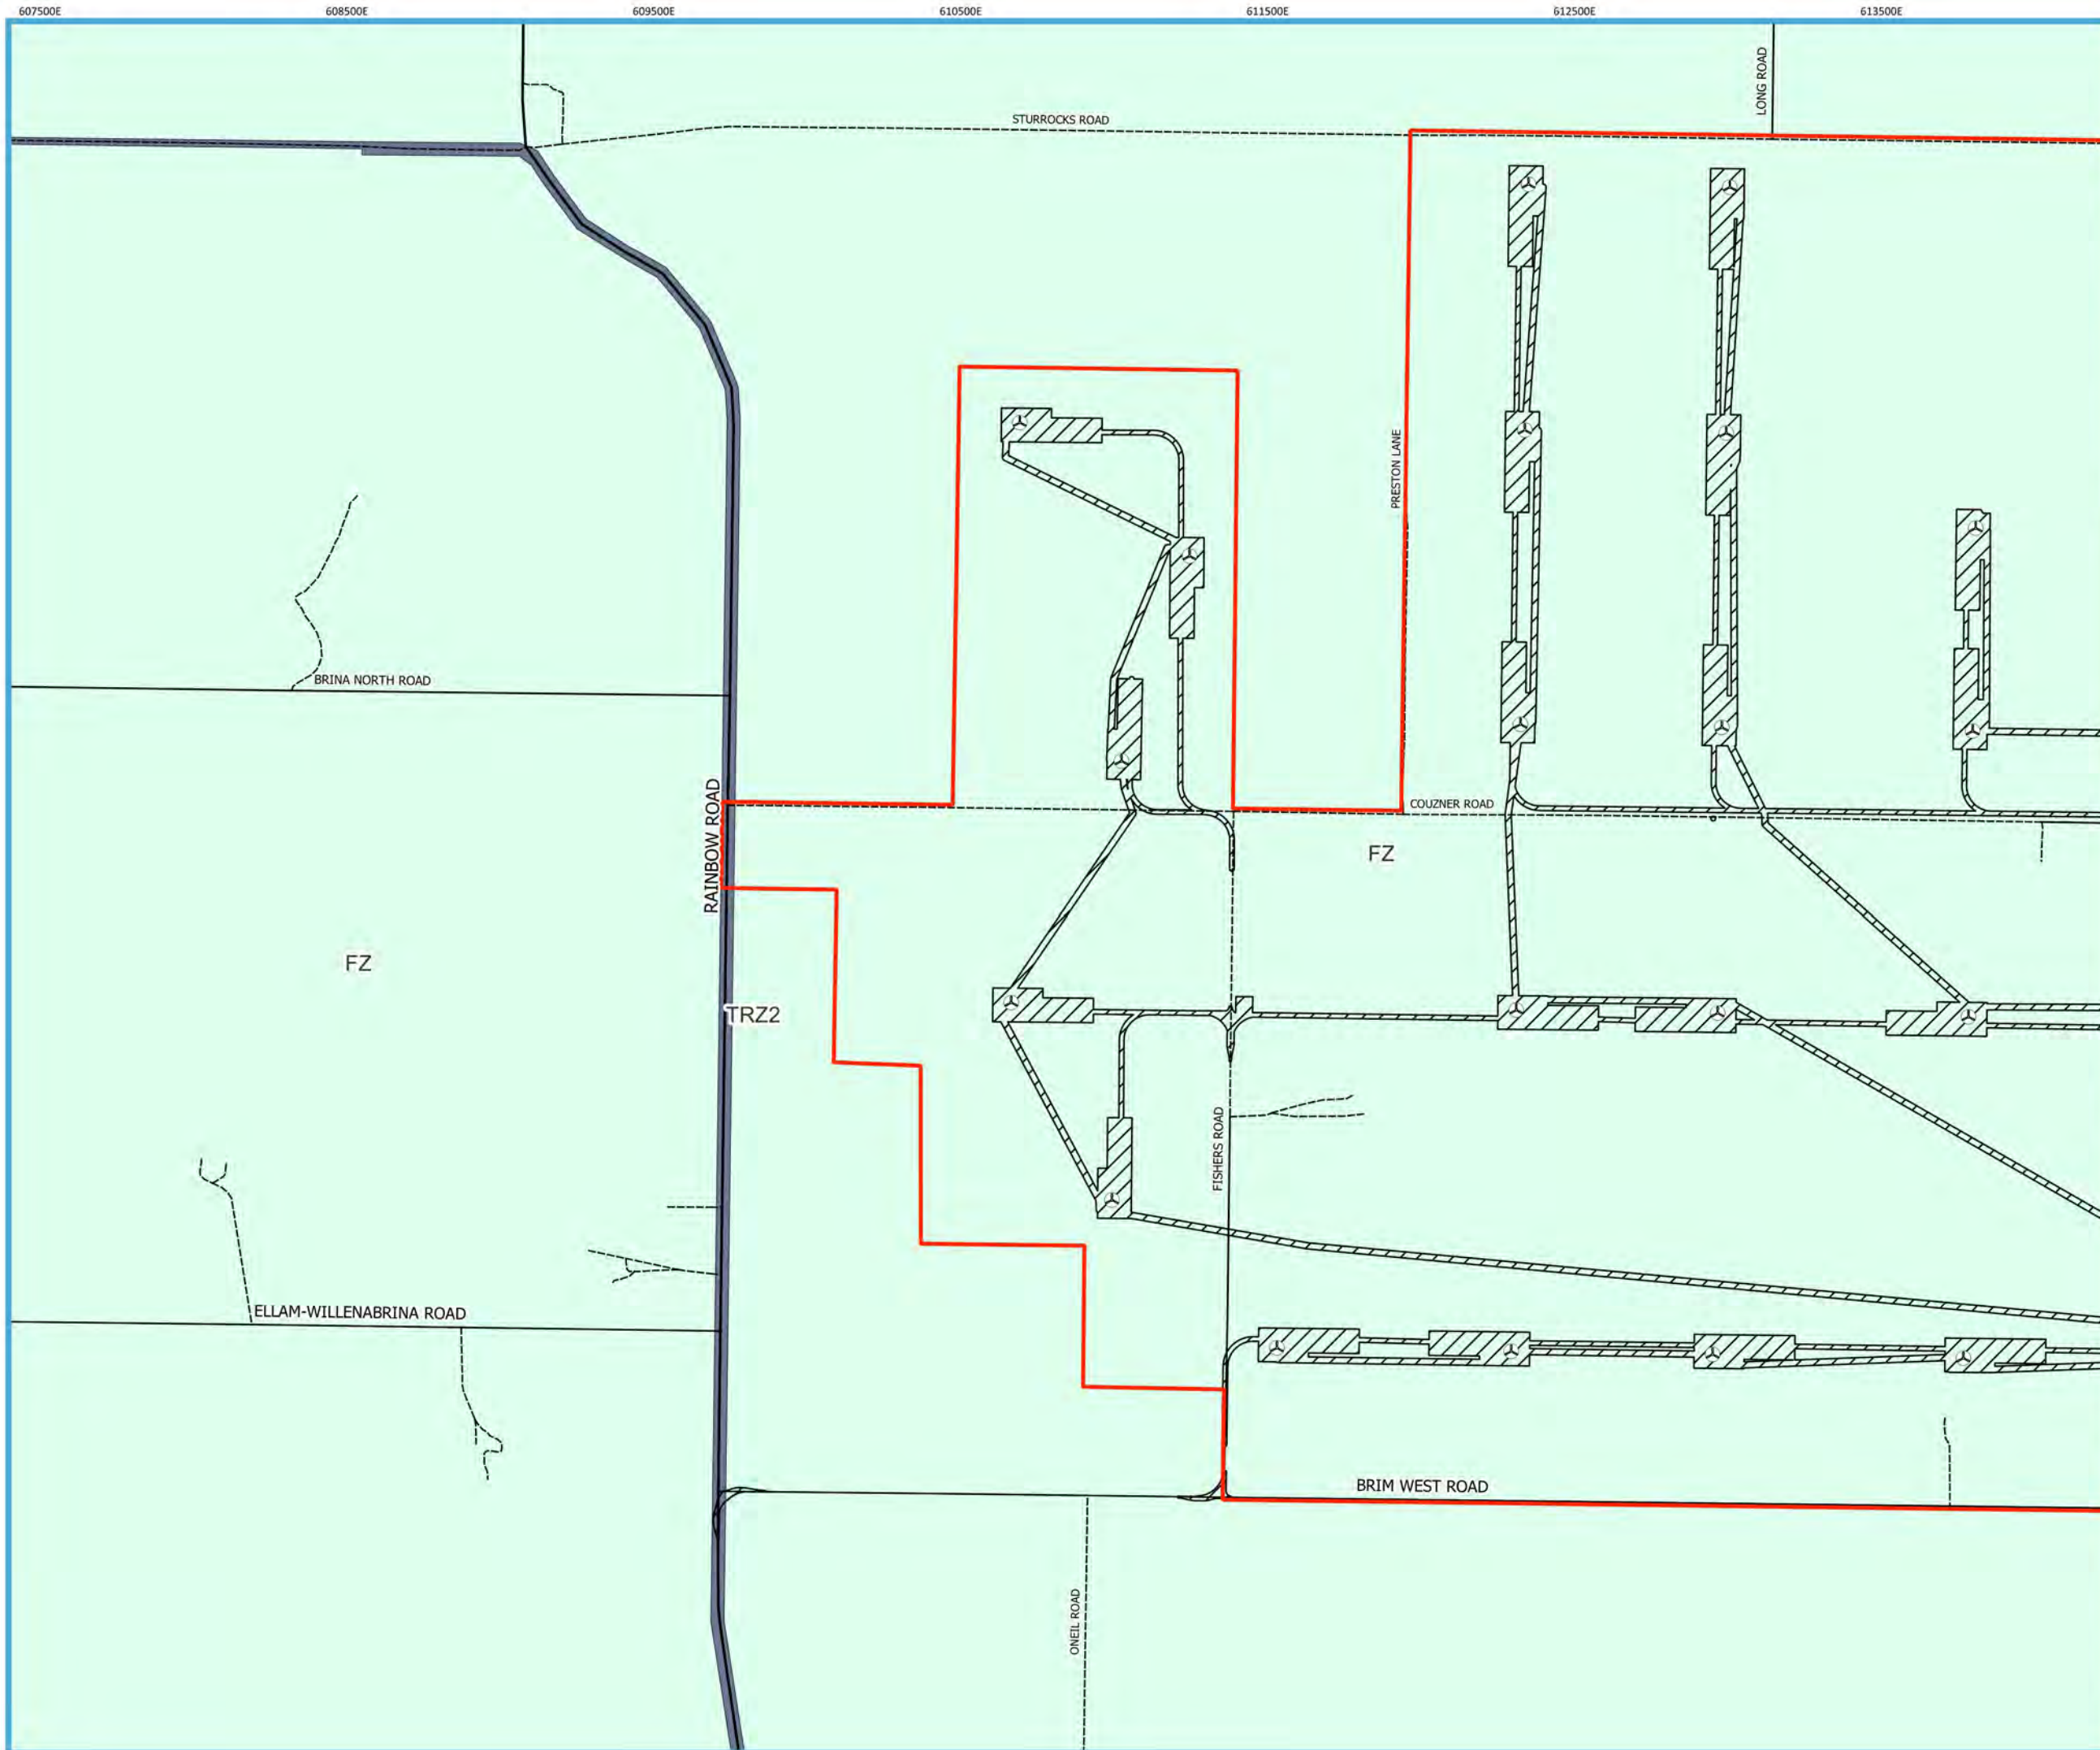 607500E 608500E 609500E 610500E 611500E 612500E 613500E
LONG ROAD
STURROCKS ROAD
PRESTON LANE
BRINA NORTH ROAD
RAINBOW ROAD
COUZNER ROAD
FZ
FZ
TRZ2
FISHERS ROAD
ELLAM-WILLENABRINA ROAD
BRIM WEST ROAD
ONEIL ROAD